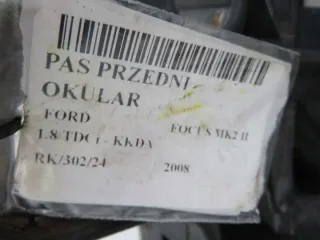 PAS PRZEDNI
OKULAR
FORD FOCUS MK2 II
1.8/TDCi - KKDA
RK/302/24 2008